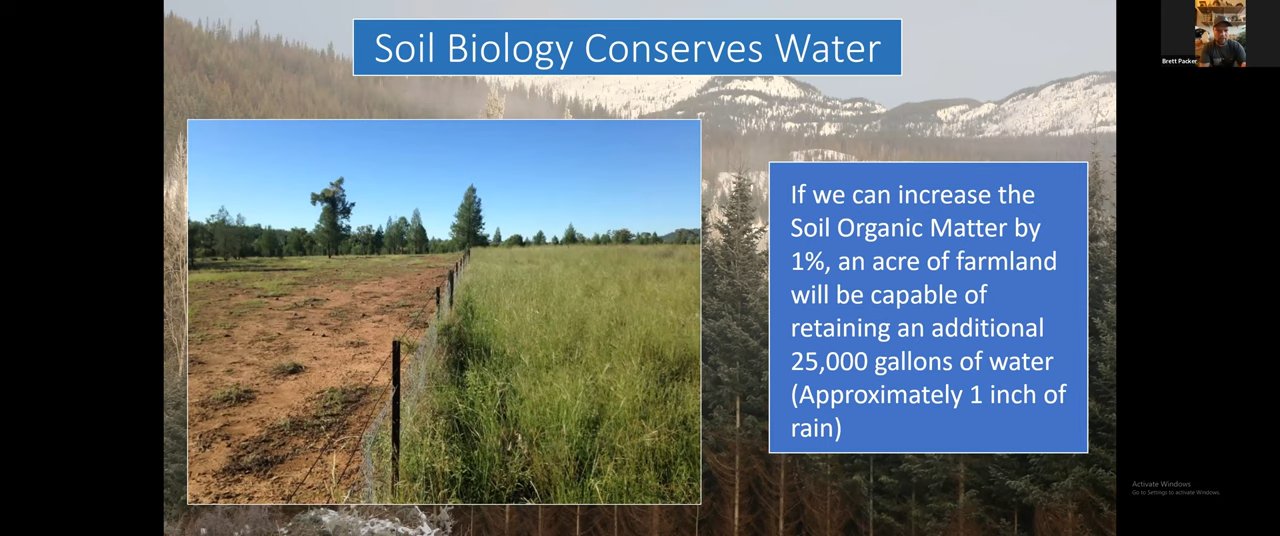 Soil Biology Conserves Water
Brett Packer
If we can increase the
Soil Organic Matter by
1%, an acre of farmland
will be capable of
retaining an additional
25,000 gallons of water
(Approximately 1 inch of
rain)
Activate Windows
Go to Settings to activate Windows.